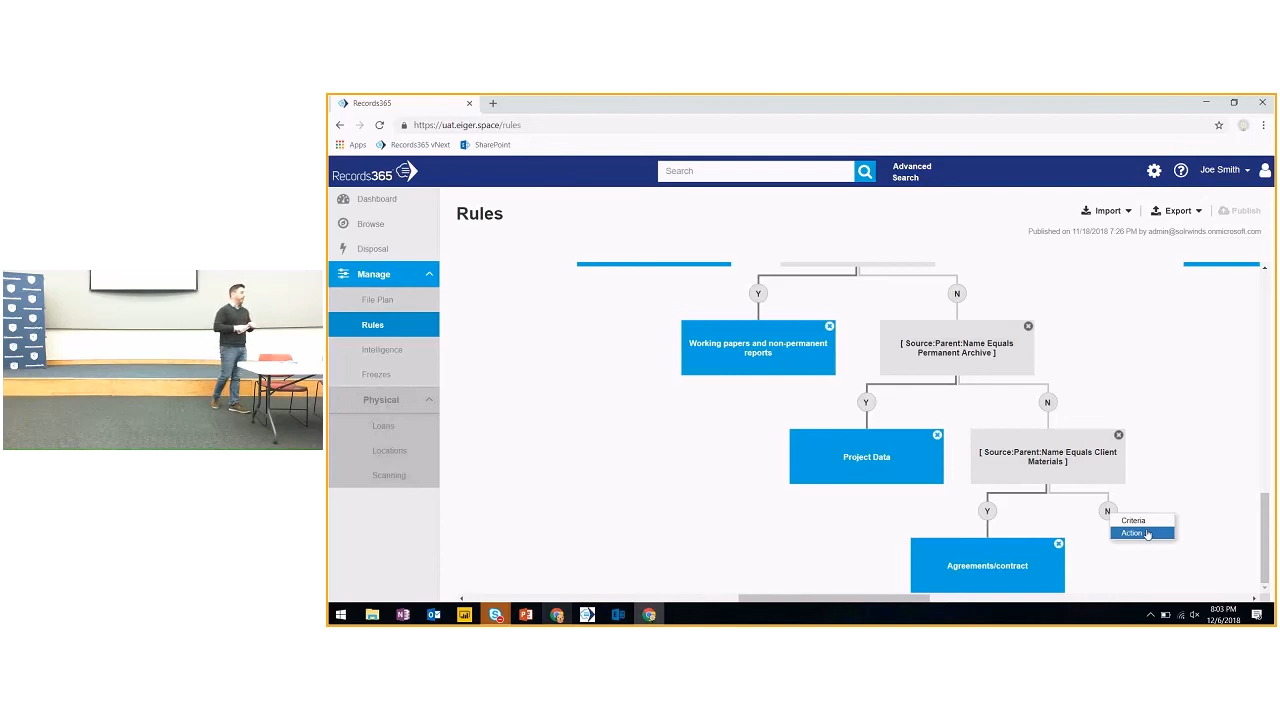 Records365
https://uat.eiger.space/rules
Apps
Records365 vNext
SharePoint
Records365
Search
Advanced
Search
Joe Smith
Dashboard
Browse
Disposal
Manage
File Plan
Rules
Intelligence
Freezes
Physical
Loans
Locations
Scanning
Rules
Import
Export
Publish
Published on 11/18/2018 7:26 PM by admin@solrwinds.onmicrosoft.com
Y
N
Working papers and non-permanent
reports
[ Source:Parent:Name Equals
Permanent Archive ]
Y
N
Project Data
[ Source:Parent:Name Equals Client
Materials ]
Y
N
Criteria
Action
Agreements/contract
8:03 PM
12/6/2018